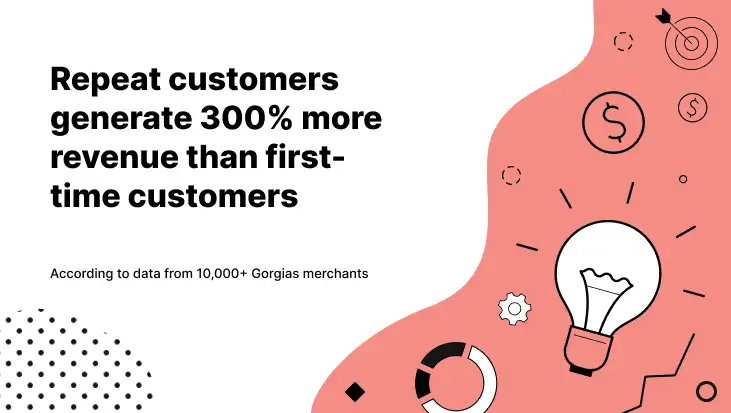 Repeat customers
generate 300% more
revenue than first-
time customers
According to data from 10,000+ Gorgias merchants